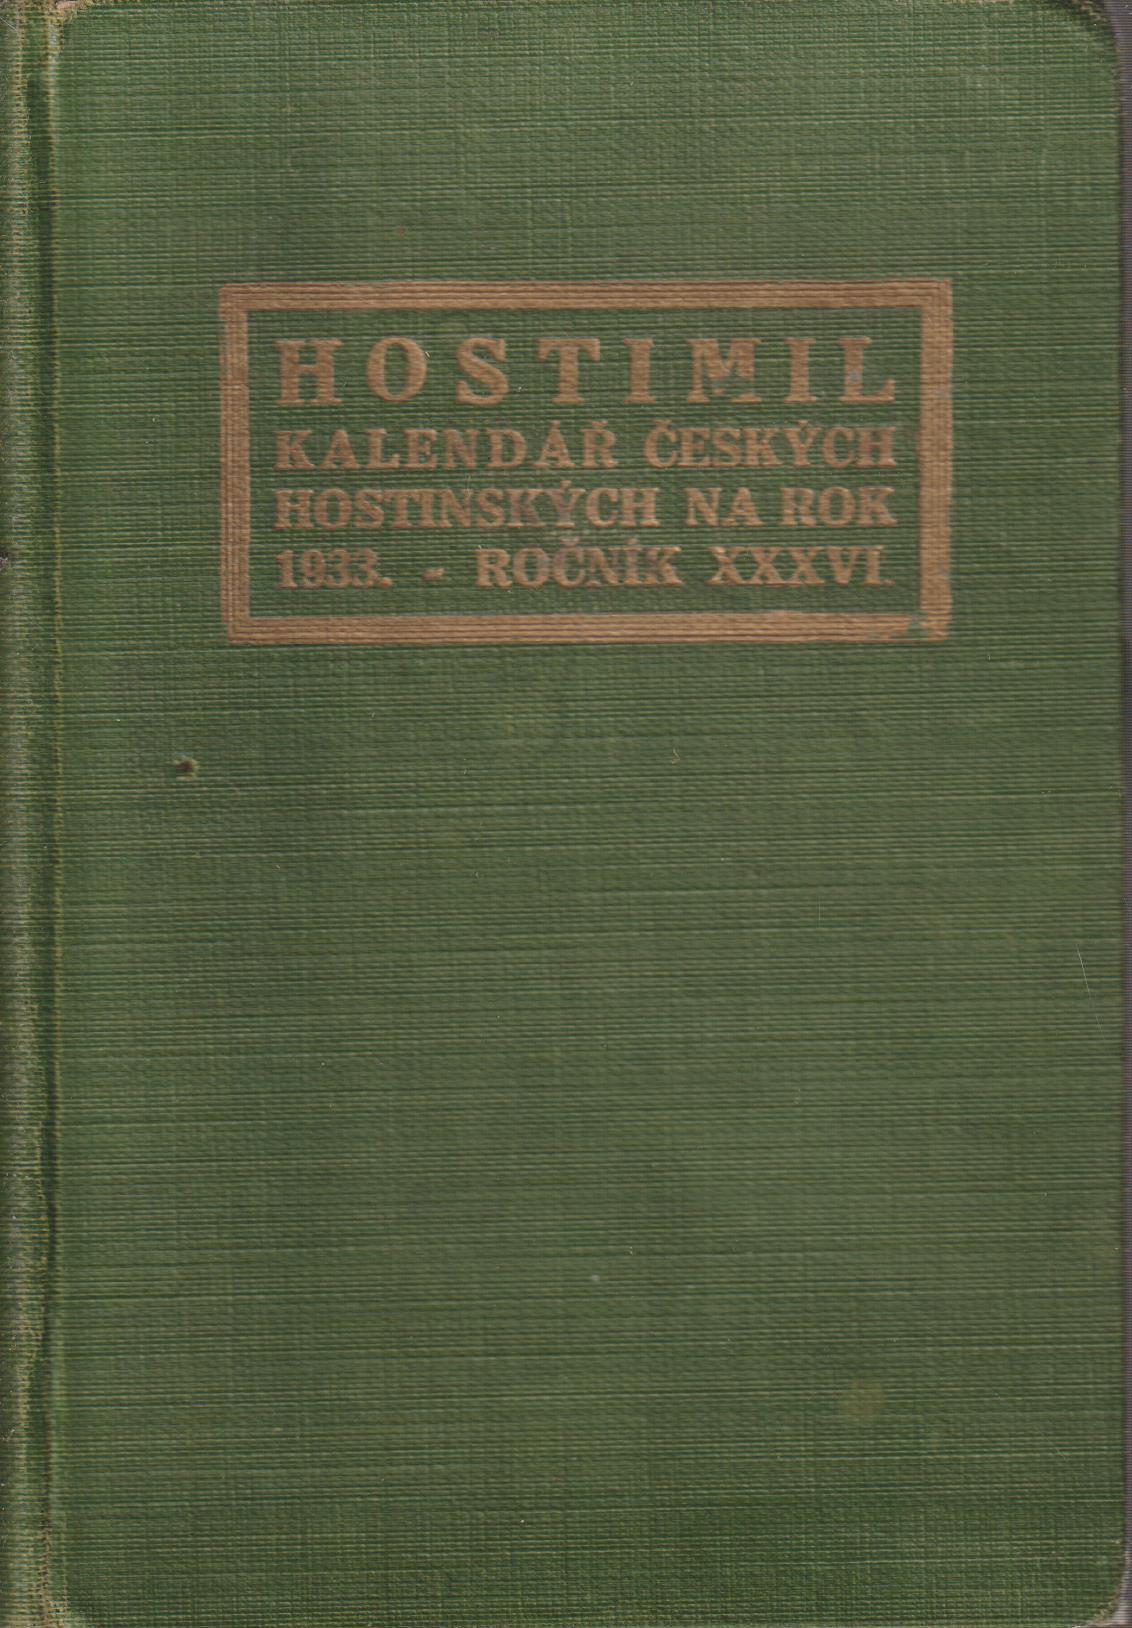 HOSTIMIL
KALENDÁŘ ČESKÝCH
HOSTINSKÝCH NA ROK
1933. - ROČNÍK XXXVI.